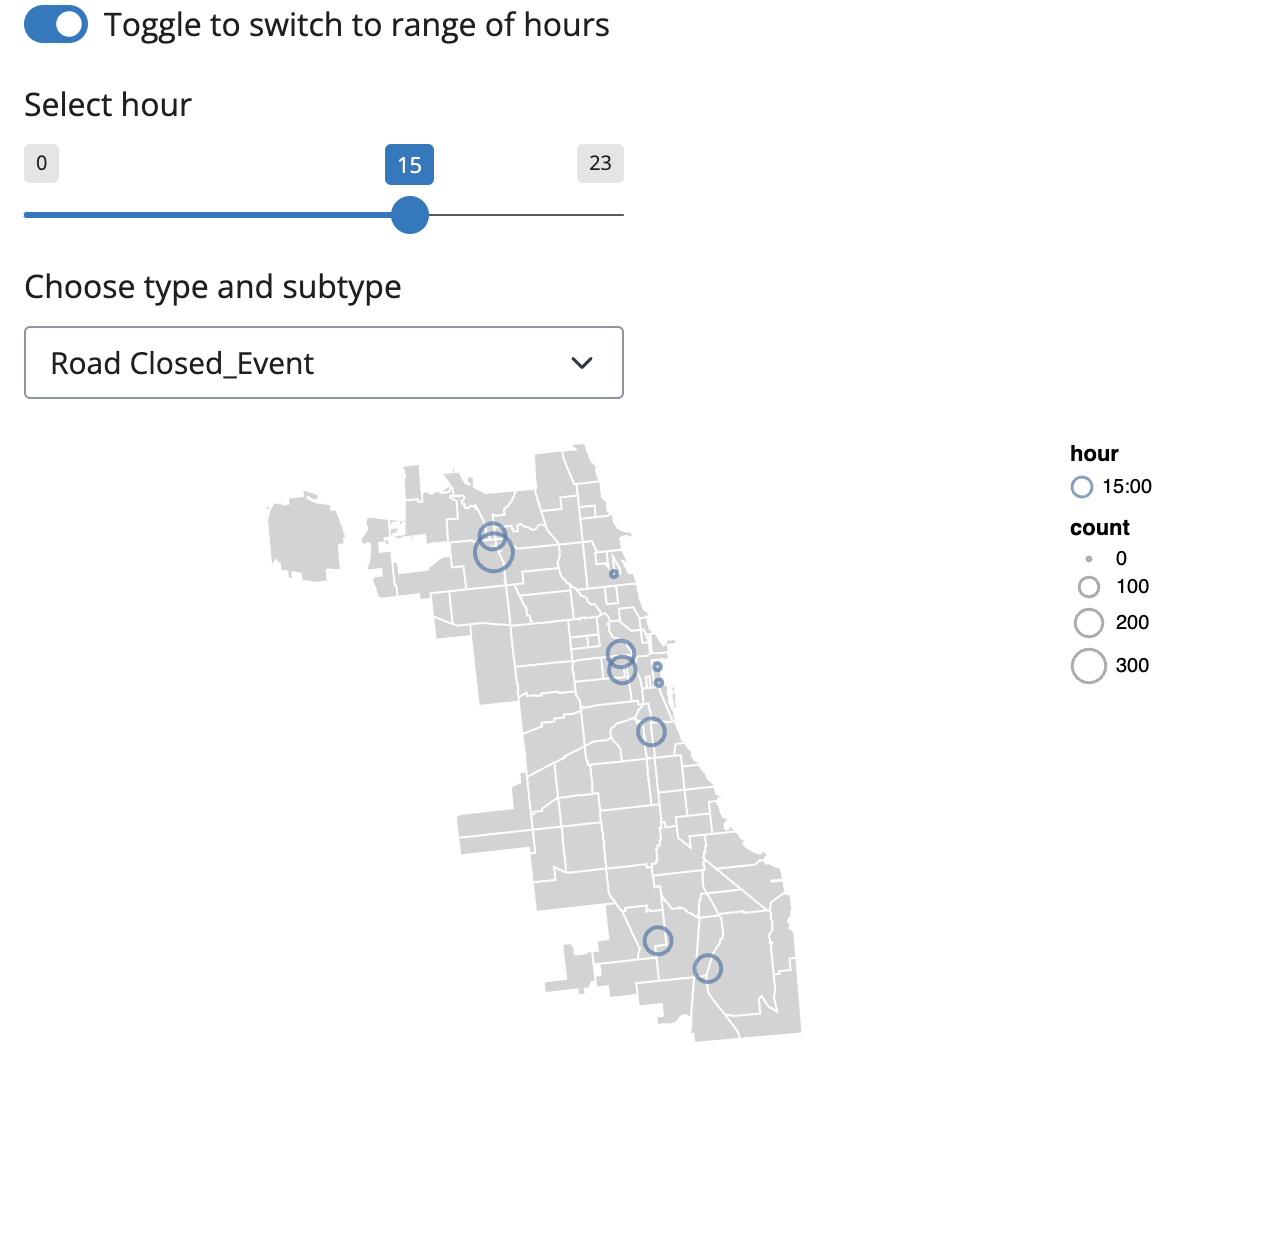 Toggle to switch to range of hours
Select hour
0 15 23
Choose type and subtype
Road Closed_Event
hour
15:00
count
0
100
200
300